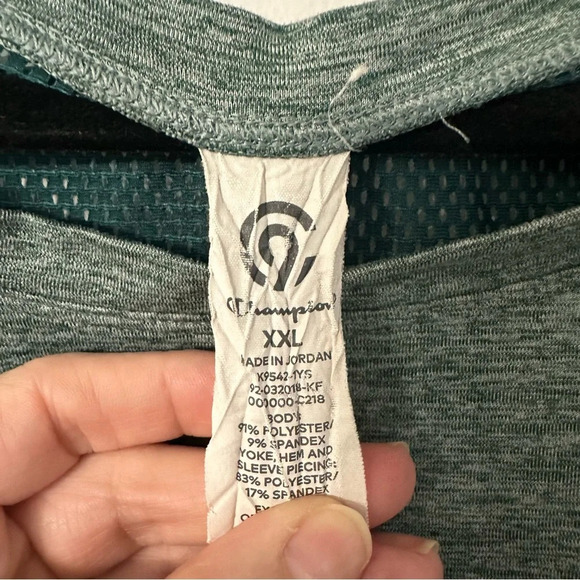 Champion
XXL
MADE IN JORDAN
K9542-1YS
92-032018-KF
000000-C218
BODY:
91% POLYESTER/
9% SPANDEX
YOKE, HEM AND
SLEEVE PIECING:
83% POLYESTER/
17% SPANDEX